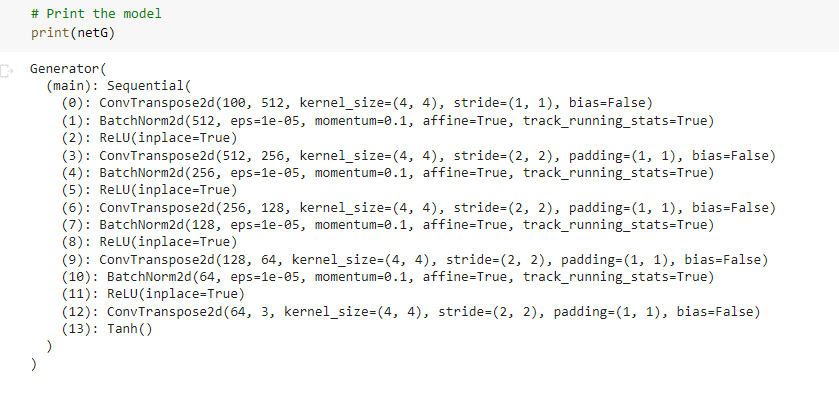 # Print the model
print(netG)
Generator(
  (main): Sequential(
    (0): ConvTranspose2d(100, 512, kernel_size=(4, 4), stride=(1, 1), bias=False)
    (1): BatchNorm2d(512, eps=1e-05, momentum=0.1, affine=True, track_running_stats=True)
    (2): ReLU(inplace=True)
    (3): ConvTranspose2d(512, 256, kernel_size=(4, 4), stride=(2, 2), padding=(1, 1), bias=False)
    (4): BatchNorm2d(256, eps=1e-05, momentum=0.1, affine=True, track_running_stats=True)
    (5): ReLU(inplace=True)
    (6): ConvTranspose2d(256, 128, kernel_size=(4, 4), stride=(2, 2), padding=(1, 1), bias=False)
    (7): BatchNorm2d(128, eps=1e-05, momentum=0.1, affine=True, track_running_stats=True)
    (8): ReLU(inplace=True)
    (9): ConvTranspose2d(128, 64, kernel_size=(4, 4), stride=(2, 2), padding=(1, 1), bias=False)
    (10): BatchNorm2d(64, eps=1e-05, momentum=0.1, affine=True, track_running_stats=True)
    (11): ReLU(inplace=True)
    (12): ConvTranspose2d(64, 3, kernel_size=(4, 4), stride=(2, 2), padding=(1, 1), bias=False)
    (13): Tanh()
  )
)